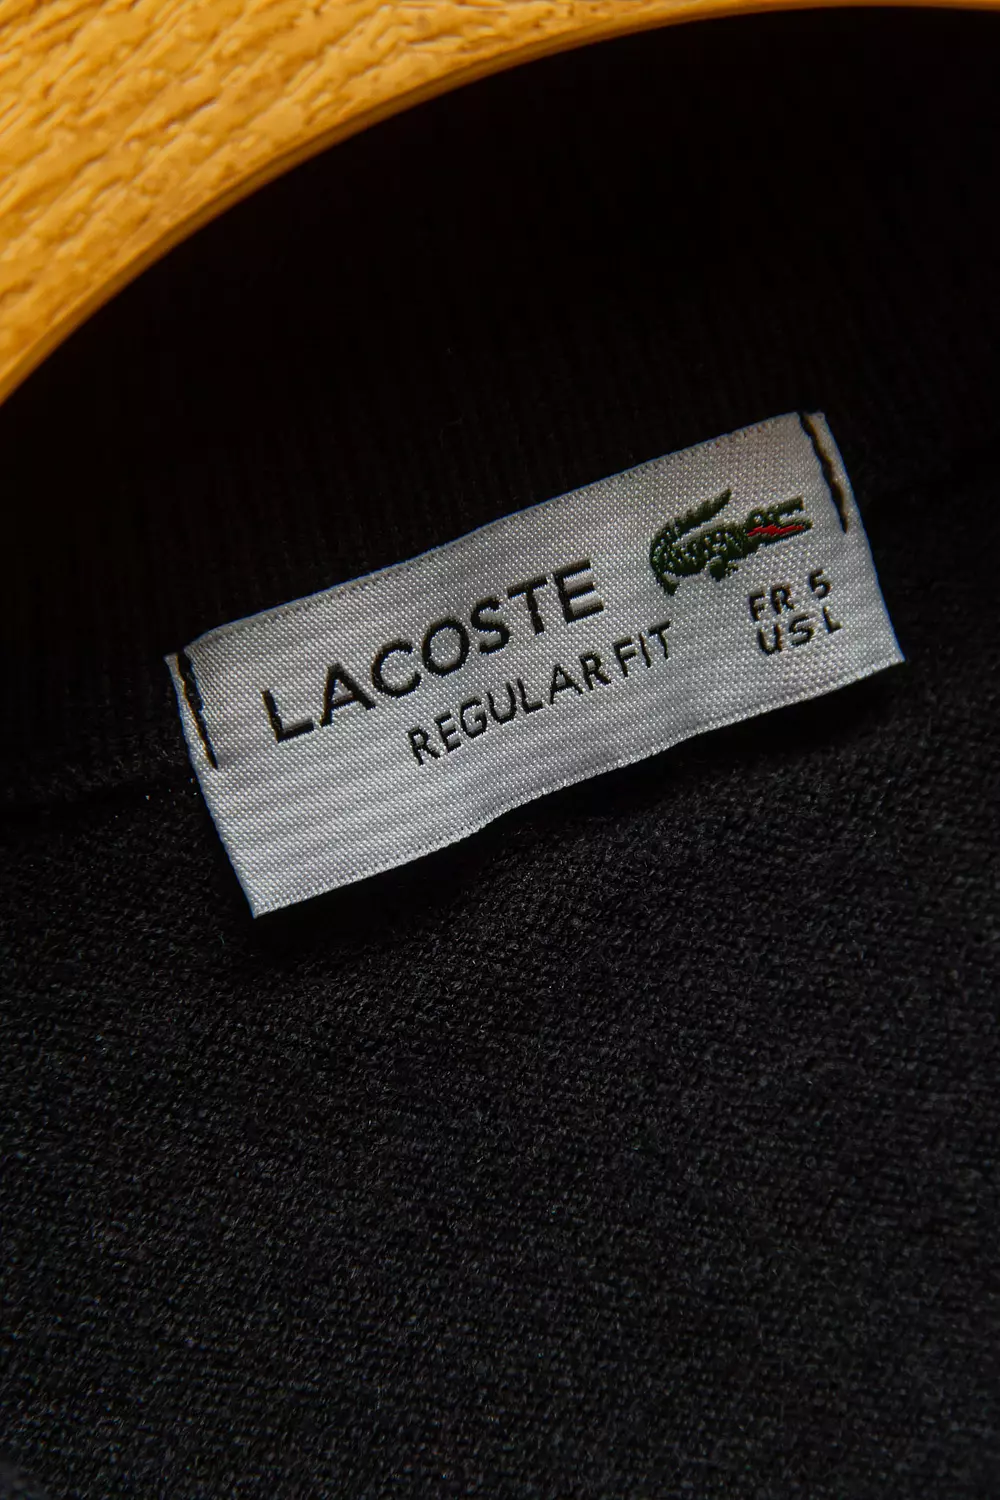 LACOSTE
REGULAR FIT
FR 5
US L